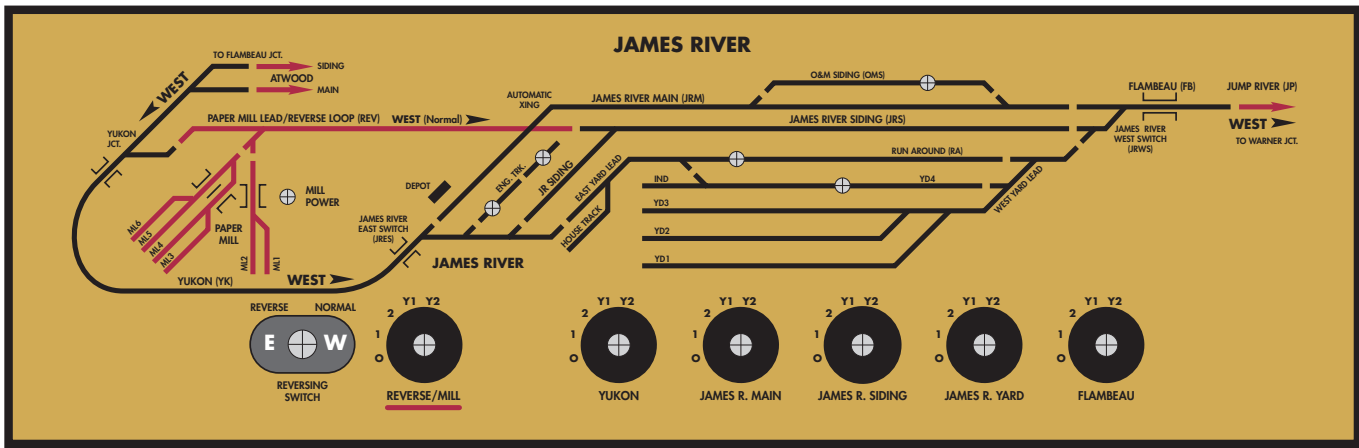 JAMES RIVER
TO FLAMBEAU JCT.
SIDING
ATWOOD
MAIN
WEST
YUKON
JCT.
PAPER MILL LEAD/REVERSE LOOP (REV)
WEST (Normal)
AUTOMATIC
XING
JAMES RIVER MAIN (JRM)
O&M SIDING (OMS)
JAMES RIVER SIDING (JRS)
FLAMBEAU (FB)
JUMP RIVER (JP)
WEST
TO WARNER JCT.
JAMES RIVER
WEST SWITCH
(JRWS)
RUN AROUND (RA)
ENG. TRK.
JR SIDING
EAST YARD LEAD
HOUSE TRACK
IND
YD4
YD3
YD2
YD1
WEST YARD LEAD
DEPOT
MILL
POWER
PAPER
MILL
ML6
ML5
ML4
ML3
ML2
ML1
JAMES RIVER
EAST SWITCH
(JRES)
JAMES RIVER
YUKON (YK)
WEST
REVERSE
NORMAL
E
W
REVERSING
SWITCH
Y1 Y2
2
1
O
REVERSE/MILL
Y1 Y2
2
1
O
YUKON
Y1 Y2
2
1
O
JAMES R. MAIN
Y1 Y2
2
1
O
JAMES R. SIDING
Y1 Y2
2
1
O
JAMES R. YARD
Y1 Y2
2
1
O
FLAMBEAU